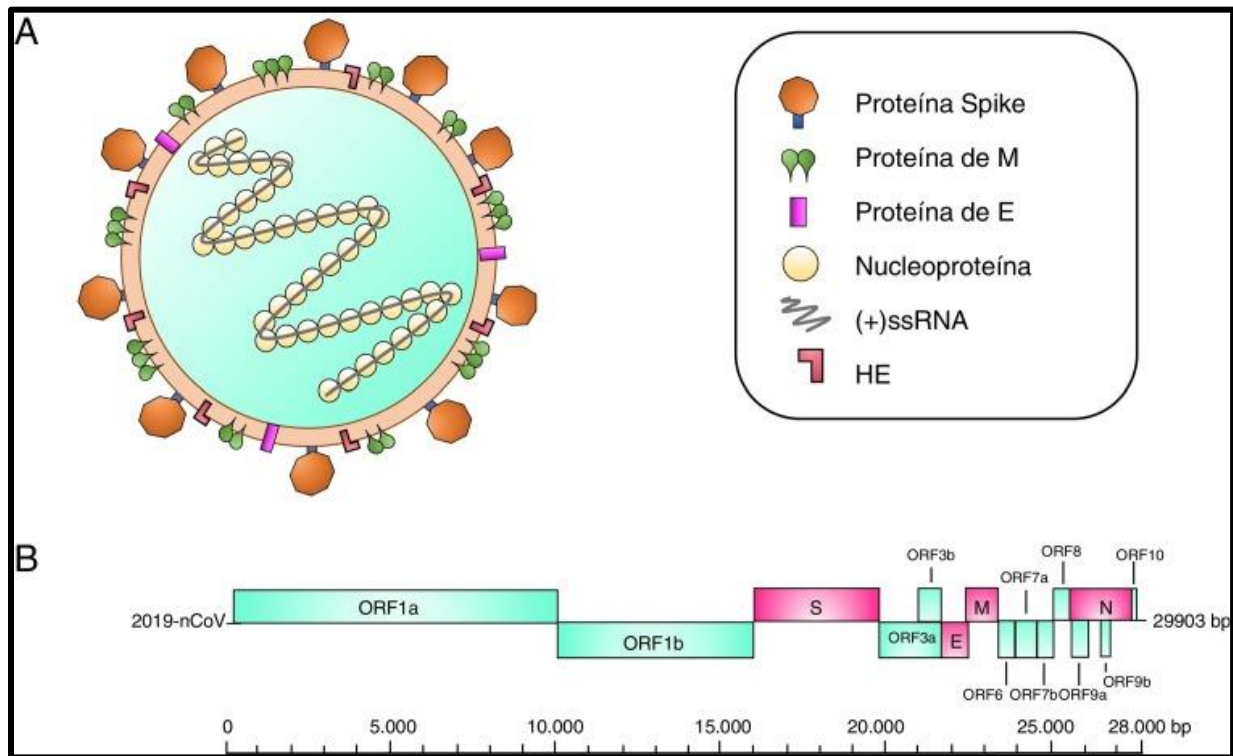 A
Proteína Spike
Proteína de M
Proteína de E
Nucleoproteína
(+)ssRNA
HE
B
ORF3b
ORF7a
ORF8
ORF10
2019-nCoV
ORF1a
S
M
N
29903 bp
ORF1b
ORF3a
E
ORF6
ORF7b
ORF9a
ORF9b
0 5.000 10.000 15.000 20.000 25.000 28.000 bp